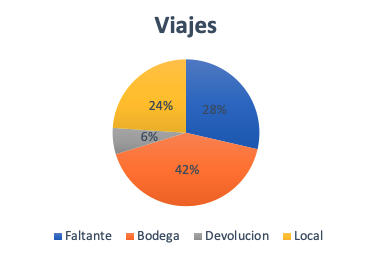 Viajes
28%
24%
6%
42%
Faltante Bodega Devolucion Local